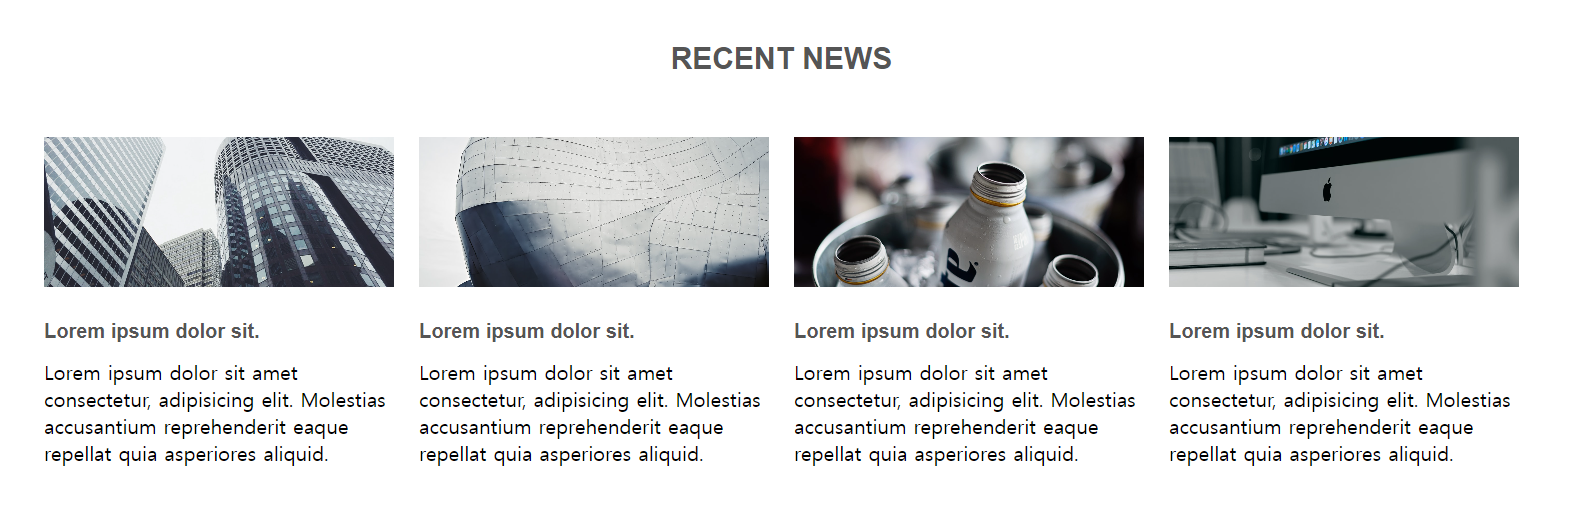 RECENT NEWS
Lorem ipsum dolor sit.
Lorem ipsum dolor sit amet
consectetur, adipisicing elit. Molestias
accusantium reprehenderit eaque
repellat quia asperiores aliquid.
Lorem ipsum dolor sit.
Lorem ipsum dolor sit amet
consectetur, adipisicing elit. Molestias
accusantium reprehenderit eaque
repellat quia asperiores aliquid.
Lorem ipsum dolor sit.
Lorem ipsum dolor sit amet
consectetur, adipisicing elit. Molestias
accusantium reprehenderit eaque
repellat quia asperiores aliquid.
Lorem ipsum dolor sit.
Lorem ipsum dolor sit amet
consectetur, adipisicing elit. Molestias
accusantium reprehenderit eaque
repellat quia asperiores aliquid.